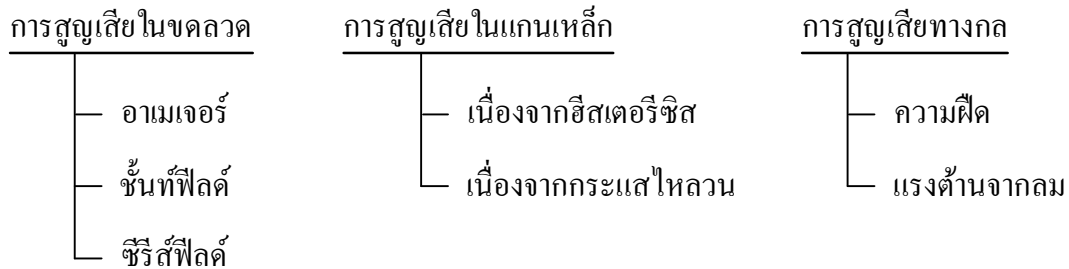 การสูญเสียในขดลวด
อาเมเจอร์
ชั้นท์ฟีลด์
ซีรีส์ฟีลด์
การสูญเสียในแกนเหล็ก
เนื่องจากฮีสเตอรีซิส
เนื่องจากกระแสไหลวน
การสูญเสียทางกล
ความฝืด
แรงต้านจากลม